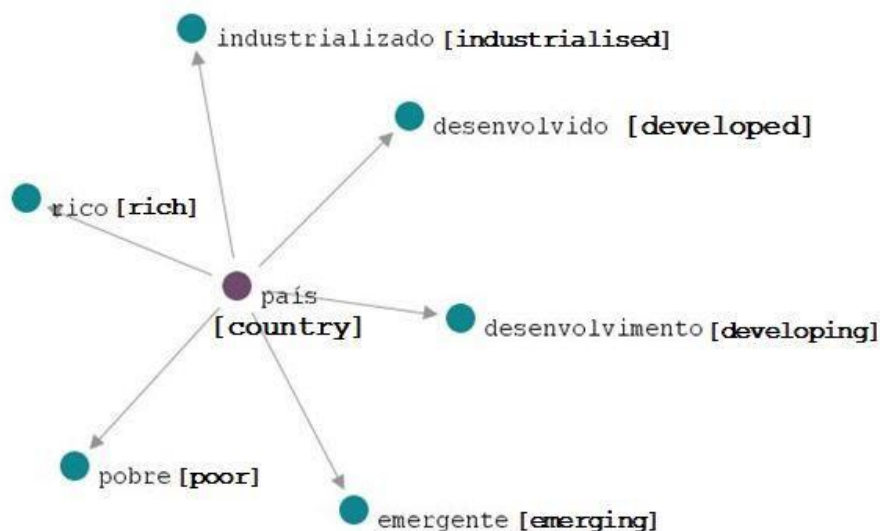 industrializado [industrialised]
desenvolvido [developed]
rico [rich]
país
[country]
desenvolvimento [developing]
pobre [poor]
emergente [emerging]